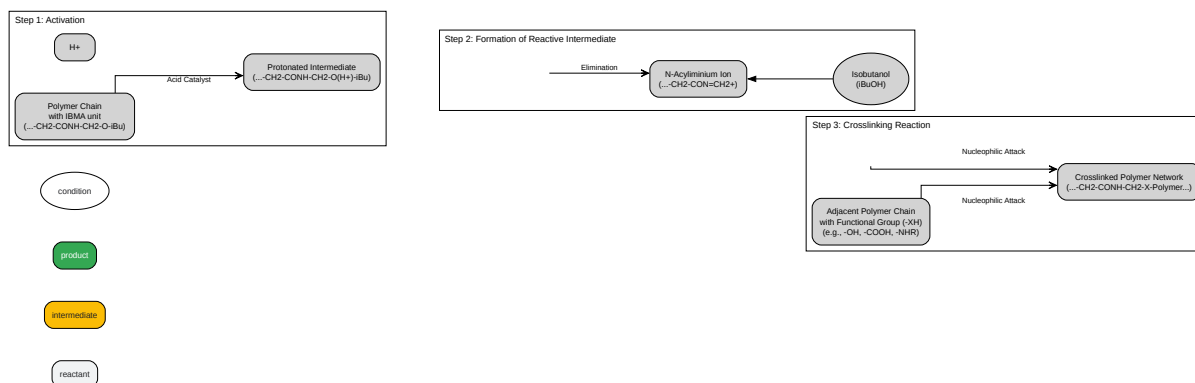 Step 1: Activation
H+
Protonated Intermediate
(...-CH2-CONH-CH2-O(H+)-iBu)
Acid Catalyst
Polymer Chain
with IBMA unit
(...-CH2-CONH-CH2-O-iBu)
Step 2: Formation of Reactive Intermediate
Elimination
N-Acyliminium Ion
(...-CH2-CON=CH2+)
Isobutanol
(iBuOH)
Step 3: Crosslinking Reaction
Nucleophilic Attack
Crosslinked Polymer Network
(...-CH2-CONH-CH2-X-Polymer...)
Nucleophilic Attack
Adjacent Polymer Chain
with Functional Group (-XH)
(e.g., -OH, -COOH, -NHR)
condition
product
intermediate
reactant